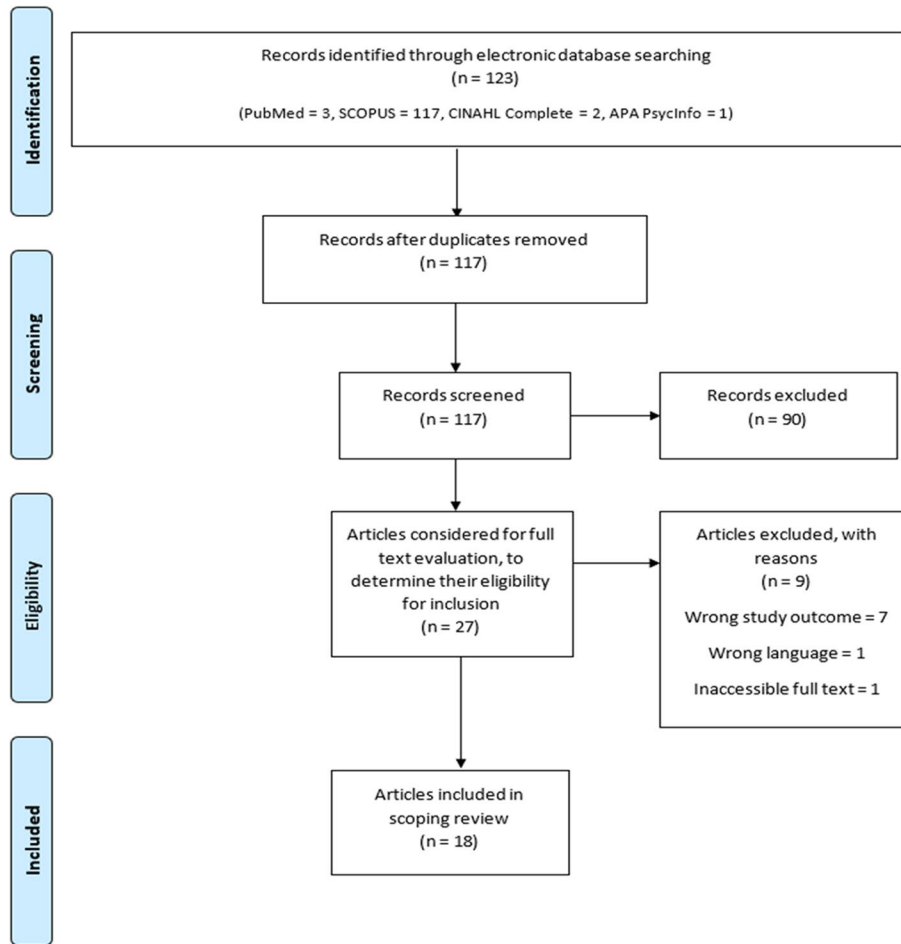 Identification
Records identified through electronic database searching
(n = 123)
(PubMed = 3, SCOPUS = 117, CINAHL Complete = 2, APA PsycInfo = 1)
Records after duplicates removed
(n = 117)
Screening
Records screened
(n = 117)
Records excluded
(n = 90)
Eligibility
Articles considered for full
text evaluation, to
determine their eligibility
for inclusion
(n = 27)
Articles excluded, with
reasons
(n = 9)
Wrong study outcome = 7
Wrong language = 1
Inaccessible full text = 1
Included
Articles included in
scoping review
(n = 18)